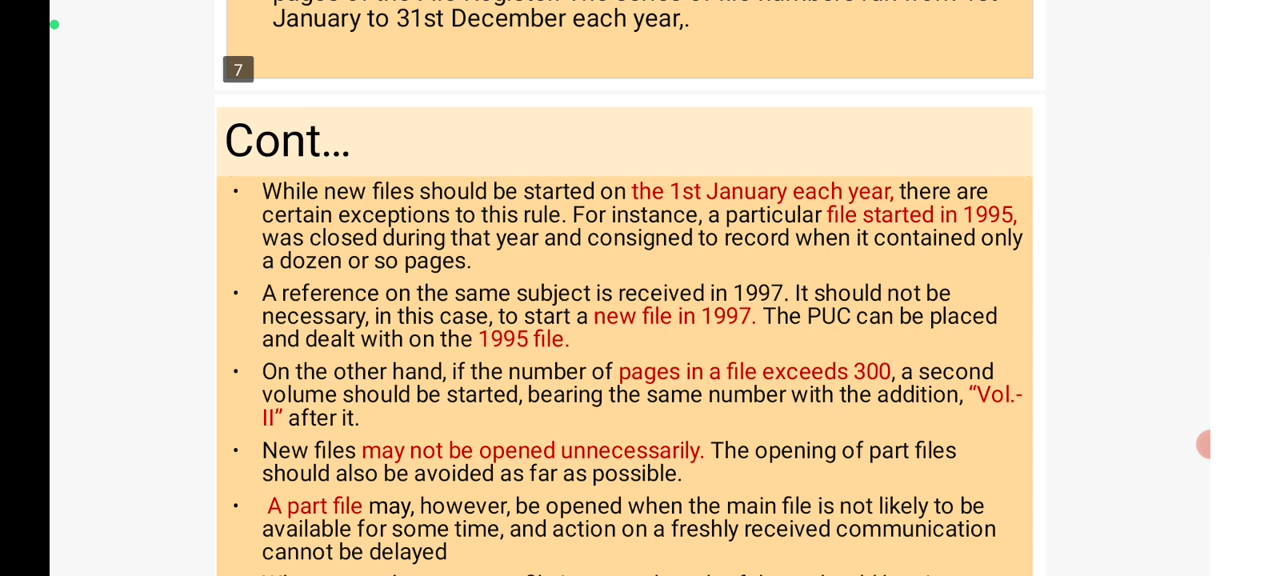 January to 31st December each year,.
7
Cont...
• While new files should be started on the 1st January each year, there are
certain exceptions to this rule. For instance, a particular file started in 1995,
was closed during that year and consigned to record when it contained only
a dozen or so pages.
• A reference on the same subject is received in 1997. It should not be
necessary, in this case, to start a new file in 1997. The PUC can be placed
and dealt with on the 1995 file.
• On the other hand, if the number of pages in a file exceeds 300, a second
volume should be started, bearing the same number with the addition, “Vol.-
II” after it.
• New files may not be opened unnecessarily. The opening of part files
should also be avoided as far as possible.
• A part file may, however, be opened when the main file is not likely to be
available for some time, and action on a freshly received communication
cannot be delayed